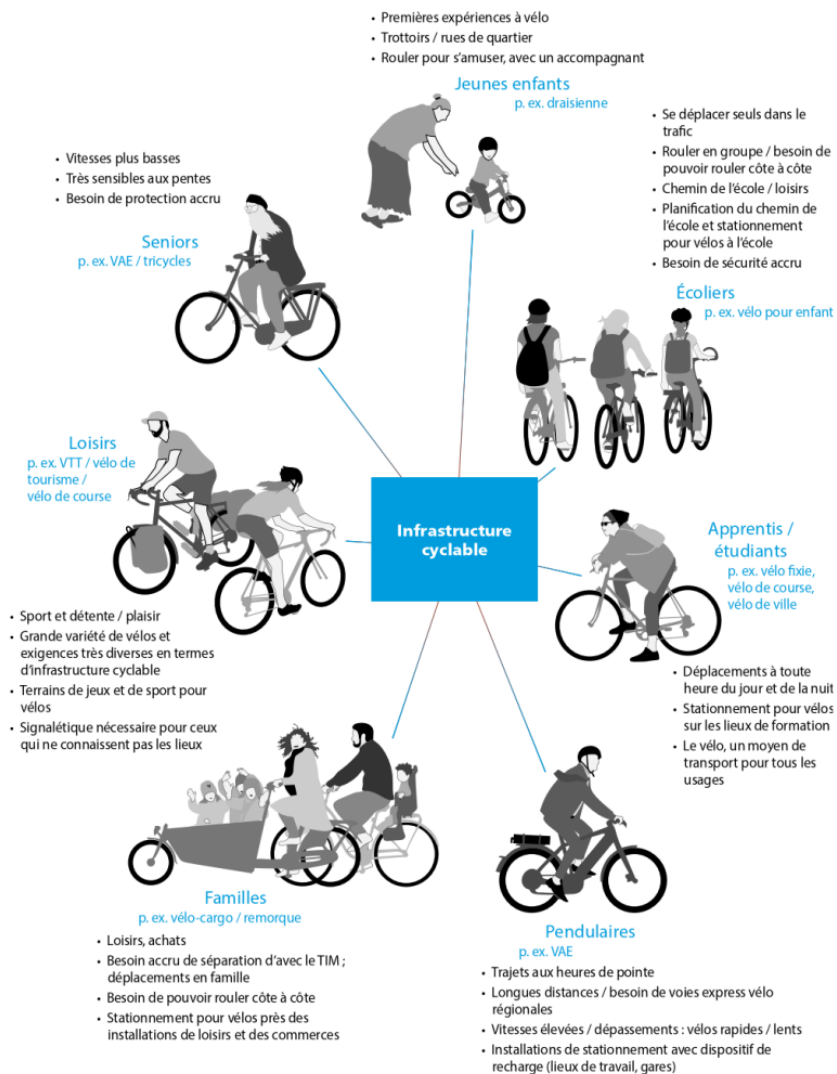 • Premières expériences à vélo
• Trottoirs / rues de quartier
• Rouler pour s'amuser, avec un accompagnant
Jeunes enfants
p. ex. draisienne
• Se déplacer seuls dans le
trafic
• Rouler en groupe / besoin de
pouvoir rouler côte à côte
• Chemin de l'école / loisirs
• Planification du chemin de
l'école et stationnement
pour vélos à l'école
• Besoin de sécurité accru
Écoliers
p. ex. vélo pour enfant
• Vitesses plus basses
• Très sensibles aux pentes
• Besoin de protection accru
Seniors
p. ex. VAE / tricycles
Loisirs
p. ex. VTT / vélo de
tourisme /
vélo de course
Infrastructure
cyclable
Apprentis /
étudiants
p. ex. vélo fixie,
vélo de course,
vélo de ville
• Sport et détente / plaisir
• Grande variété de vélos et
exigences très diverses en termes
d'infrastructure cyclable
• Terrains de jeux et de sport pour
vélos
• Signalétique nécessaire pour ceux
qui ne connaissent pas les lieux
• Déplacements à toute
heure du jour et de la nuit
• Stationnement pour vélos
sur les lieux de formation
• Le vélo, un moyen de
transport pour tous les
usages
Familles
p. ex. vélo-cargo / remorque
• Loisirs, achats
• Besoin accru de séparation d'avec le TIM ;
déplacements en famille
• Besoin de pouvoir rouler côte à côte
• Stationnement pour vélos près des
installations de loisirs et des commerces
Pendulaires
p. ex. VAE
• Trajets aux heures de pointe
• Longues distances / besoin de voies express vélo
régionales
• Vitesses élevées / dépassements : vélos rapides / lents
• Installations de stationnement avec dispositif de
recharge (lieux de travail, gares)